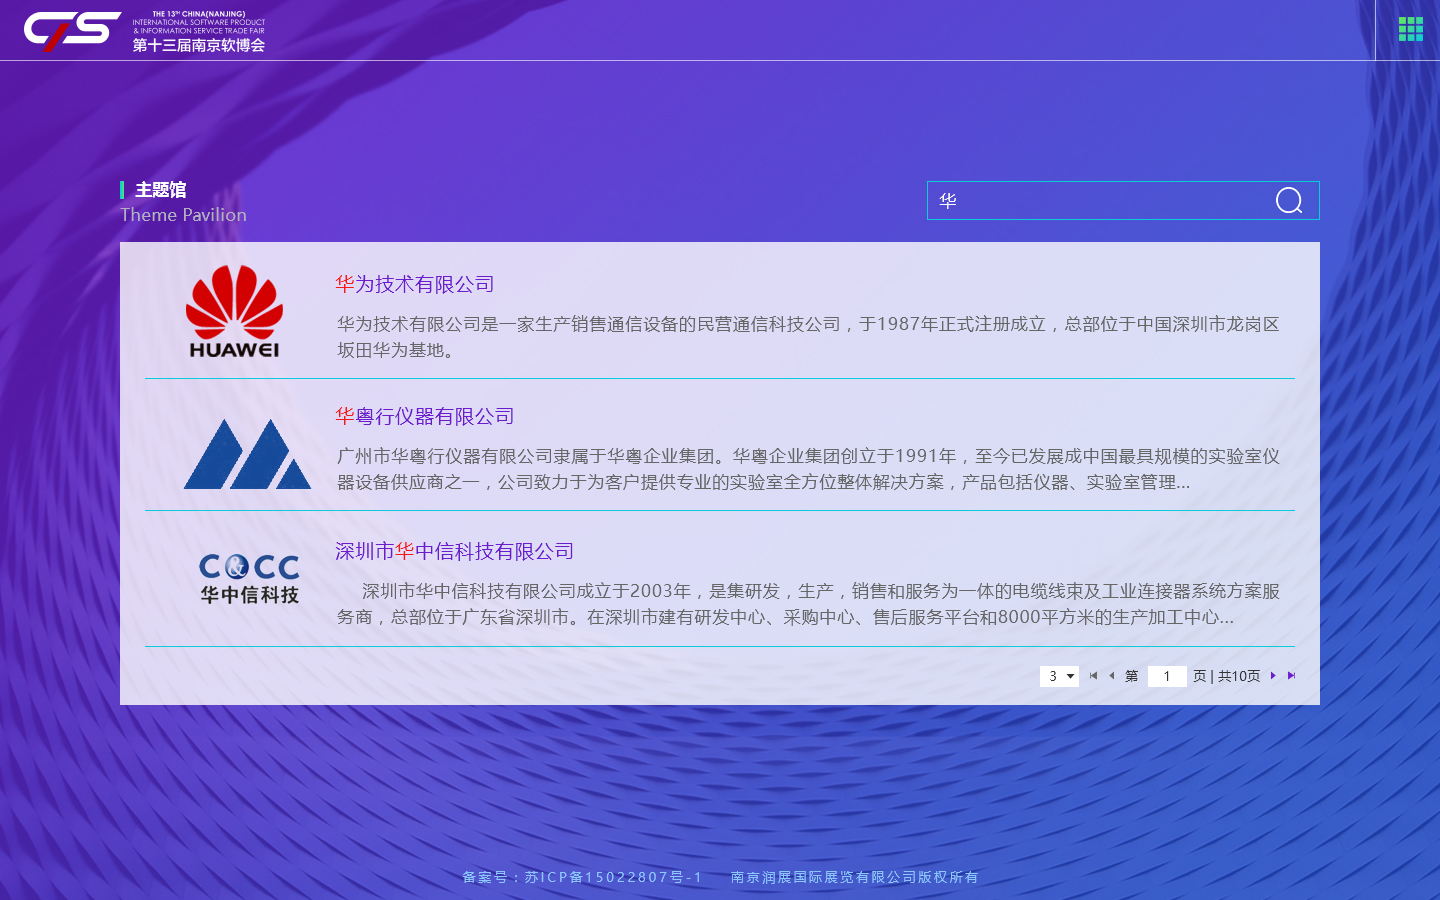 THE 13TH CHINA(NANJING)
INTERNATIONAL SOFTWARE PRODUCT
& INFORMATION SERVICE TRADE FAIR
第十三届南京软博会
主题馆
Theme Pavilion
华
华为技术有限公司
华为技术有限公司是一家生产销售通信设备的民营通信科技公司，于1987年正式注册成立，总部位于中国深圳市龙岗区
坂田华为基地。
HUAWEI
华粤行仪器有限公司
广州市华粤行仪器有限公司隶属于华粤企业集团。华粤企业集团创立于1991年，至今已发展成中国最具规模的实验室仪
器设备供应商之一，公司致力于为客户提供专业的实验室全方位整体解决方案，产品包括仪器、实验室管理...
深圳市华中信科技有限公司
C&CC
华中信科技
深圳市华中信科技有限公司成立于2003年，是集研发，生产，销售和服务为一体的电缆线束及工业连接器系统方案服
务商，总部位于广东省深圳市。在深圳市建有研发中心、采购中心、售后服务平台和8000平方米的生产加工中心...
3 第 1 页 | 共10页
备案号：苏ICP备15022807号-1 南京润展国际展览有限公司版权所有